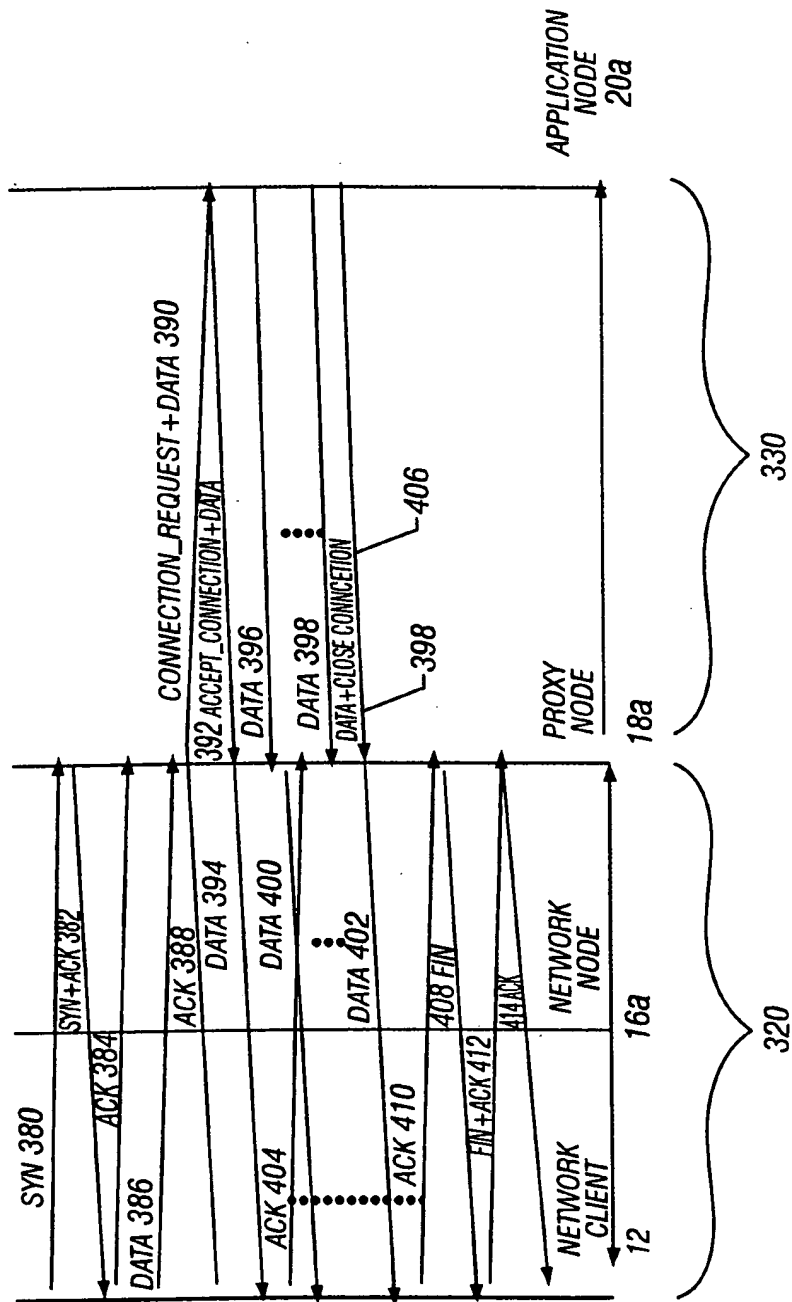 SYN 380
SYN+ACK 382
ACK 384
DATA 386
ACK 388
CONNECTION_REQUEST+DATA 390
392 ACCEPT_CONNECTION+DATA
DATA 394
DATA 396
DATA 400
DATA 398
DATA+CLOSE CONNCETION
406
398
DATA 402
ACK 404
ACK 410
408 FIN
FIN+ACK 412
414 ACK
NETWORK
CLIENT
12
NETWORK
NODE
16a
PROXY
NODE
18a
APPLICATION
NODE
20a
320
330